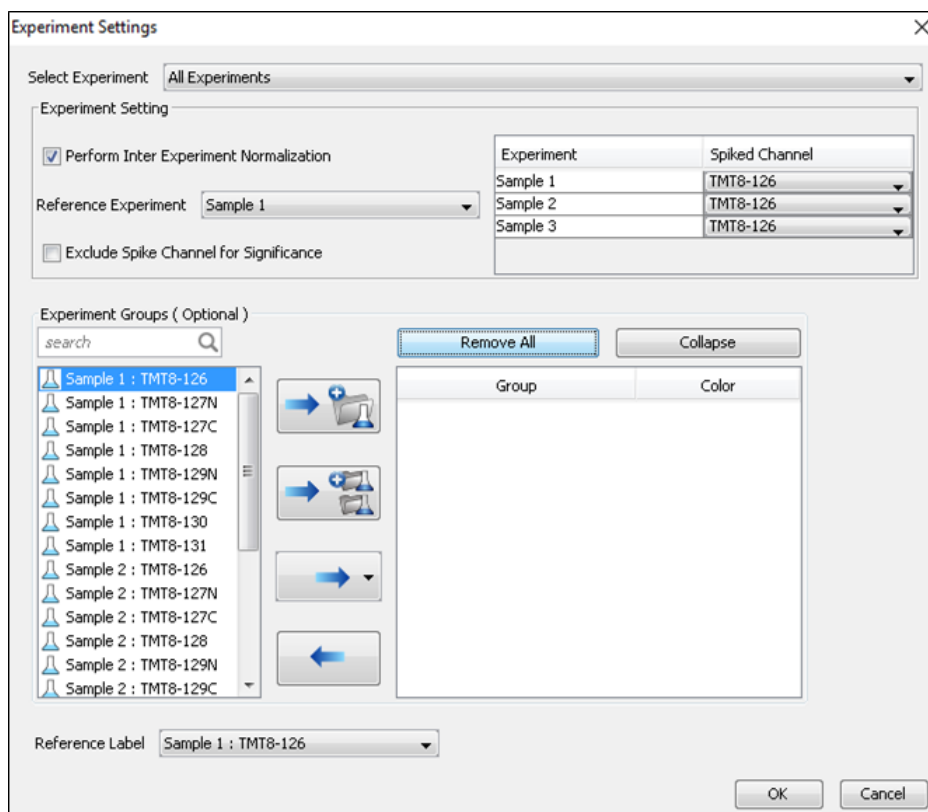 Experiment Settings
Select Experiment All Experiments
Experiment Setting
Perform Inter Experiment Normalization
Reference Experiment Sample 1
Exclude Spike Channel for Significance
Experiment Spiked Channel
Sample 1 TMT8-126
Sample 2 TMT8-126
Sample 3 TMT8-126
Experiment Groups ( Optional )
search
Remove All Collapse
Sample 1 : TMT8-126
Sample 1 : TMT8-127N
Sample 1 : TMT8-127C
Sample 1 : TMT8-128
Sample 1 : TMT8-129N
Sample 1 : TMT8-129C
Sample 1 : TMT8-130
Sample 1 : TMT8-131
Sample 2 : TMT8-126
Sample 2 : TMT8-127N
Sample 2 : TMT8-127C
Sample 2 : TMT8-128
Sample 2 : TMT8-129N
Sample 2 : TMT8-129C
Group Color
Reference Label Sample 1 : TMT8-126
OK Cancel